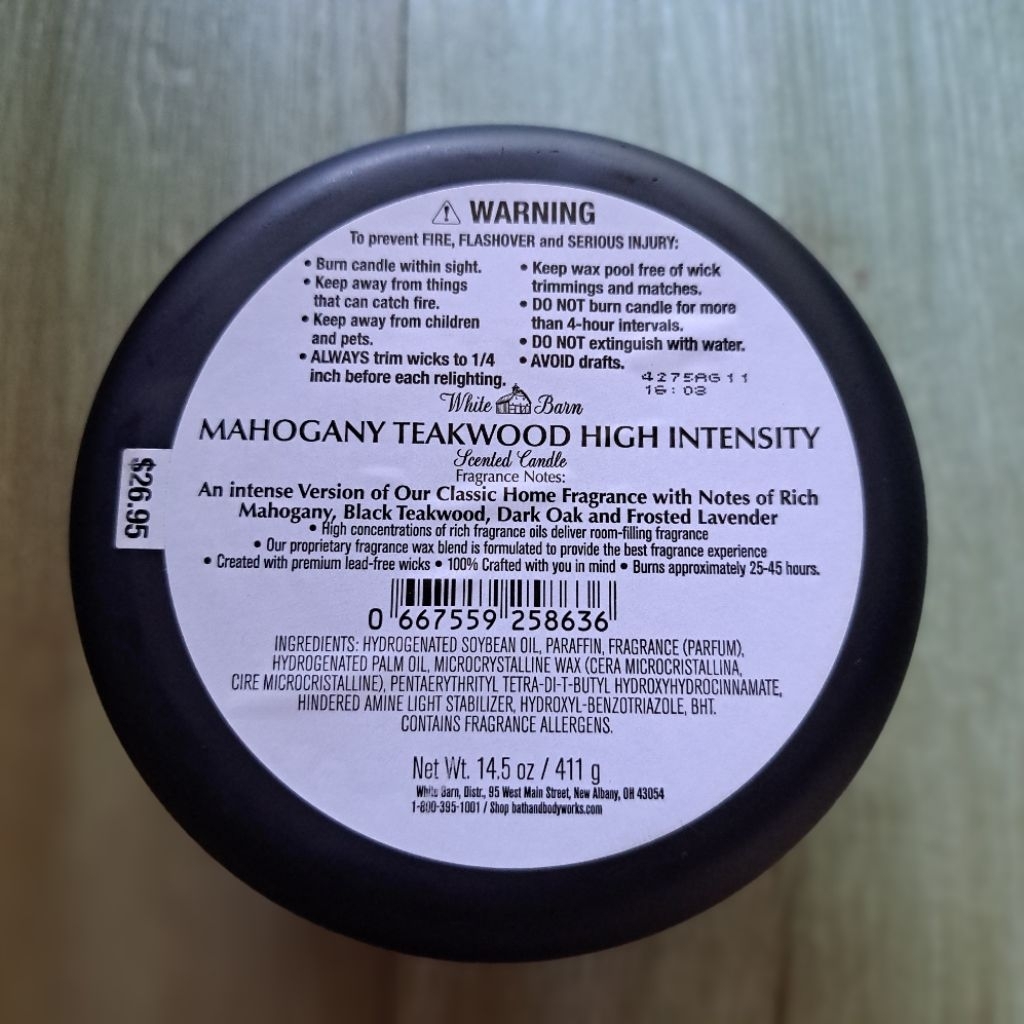 WARNING
To prevent FIRE, FLASHOVER and SERIOUS INJURY:
• Burn candle within sight.
• Keep away from things
that can catch fire.
• Keep away from children
and pets.
• ALWAYS trim wicks to 1/4
inch before each relighting.
• Keep wax pool free of wick
trimmings and matches.
• DO NOT burn candle for more
than 4-hour intervals.
• DO NOT extinguish with water.
• AVOID drafts.
4275AG11
16:03
White Barn
MAHOGANY TEAKWOOD HIGH INTENSITY
Scented Candle
Fragrance Notes:
An intense Version of Our Classic Home Fragrance with Notes of Rich
Mahogany, Black Teakwood, Dark Oak and Frosted Lavender
• High concentrations of rich fragrance oils deliver room-filling fragrance
• Our proprietary fragrance wax blend is formulated to provide the best fragrance experience
• Created with premium lead-free wicks • 100% Crafted with you in mind • Burns approximately 25-45 hours.
$26.95
0 667559 258636
INGREDIENTS: HYDROGENATED SOYBEAN OIL, PARAFFIN, FRAGRANCE (PARFUM),
HYDROGENATED PALM OIL, MICROCRYSTALLINE WAX (CERA MICROCRISTALLINA,
CIRE MICROCRISTALLINE), PENTAERYTHRITYL TETRA-DI-T-BUTYL HYDROXYHYDROCINNAMATE,
HINDERED AMINE LIGHT STABILIZER, HYDROXYL-BENZOTRIAZOLE, BHT.
CONTAINS FRAGRANCE ALLERGENS.
Net Wt. 14.5 oz / 411 g
White Barn, Distr., 95 West Main Street, New Albany, OH 43054
1-800-395-1001 / Shop bathandbodyworks.com